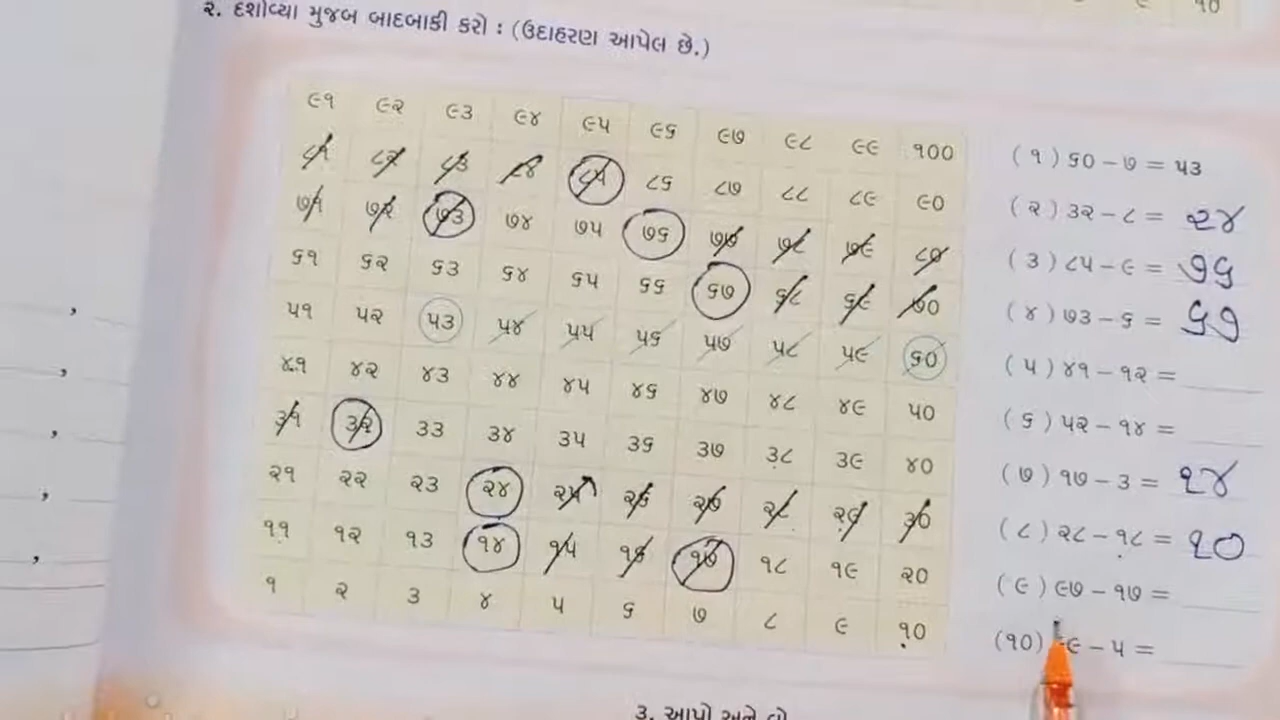 ૧૦
૨. દર્શાવ્યા મુજબ બાદબાકી કરો : (ઉદાહરણ આપેલ છે.)
૯૧ ૯૨ ૯૩ ૯૪ ૯૫ ૯૬ ૯૭ ૯૮ ૯૯ ૧૦૦
૮૧ ૮૨ ૮૩ ૮૪ ૮૫ ૮૬ ૮૭ ૮૮ ૮૯ ૯૦
૭૧ ૭૨ ૭૩ ૭૪ ૭૫ ૭૬ ૭૭ ૭૮ ૭૯ ૮૦
૬૧ ૬૨ ૬૩ ૬૪ ૬૫ ૬૬ ૬૭ ૬૮ ૬૯ ૭૦
૫૧ ૫૨ ૫૩ ૫૪ ૫૫ ૫૬ ૫૭ ૫૮ ૫૯ ૬૦
૪૧ ૪૨ ૪૩ ૪૪ ૪૫ ૪૬ ૪૭ ૪૮ ૪૯ ૫૦
૩૧ ૩૨ ૩૩ ૩૪ ૩૫ ૩૬ ૩૭ ૩૮ ૩૯ ૪૦
૨૧ ૨૨ ૨૩ ૨૪ ૨૫ ૨૬ ૨૭ ૨૮ ૨૯ ૩૦
૧૧ ૧૨ ૧૩ ૧૪ ૧૫ ૧૬ ૧૭ ૧૮ ૧૯ ૨૦
૧ ૨ ૩ ૪ ૫ ૬ ૭ ૮ ૯ ૧૦
(૧) ૬૦ – ૭ = ૫૩
(૨) ૩૨ – ૮ = ૨૪
(૩) ૮૫ – ૯ = ૭૬
(૪) ૭૩ – ૬ = ૬૭
(૫) ૪૧ – ૧૨ =
(૬) ૫૨ – ૧૪ =
(૭) ૧૭ – ૩ = ૧૪
(૮) ૨૮ – ૧૮ = ૧૦
(૯) ૯૭ – ૧૭ =
(૧૦) ૯ – ૫ =
૩. આપો અને લો